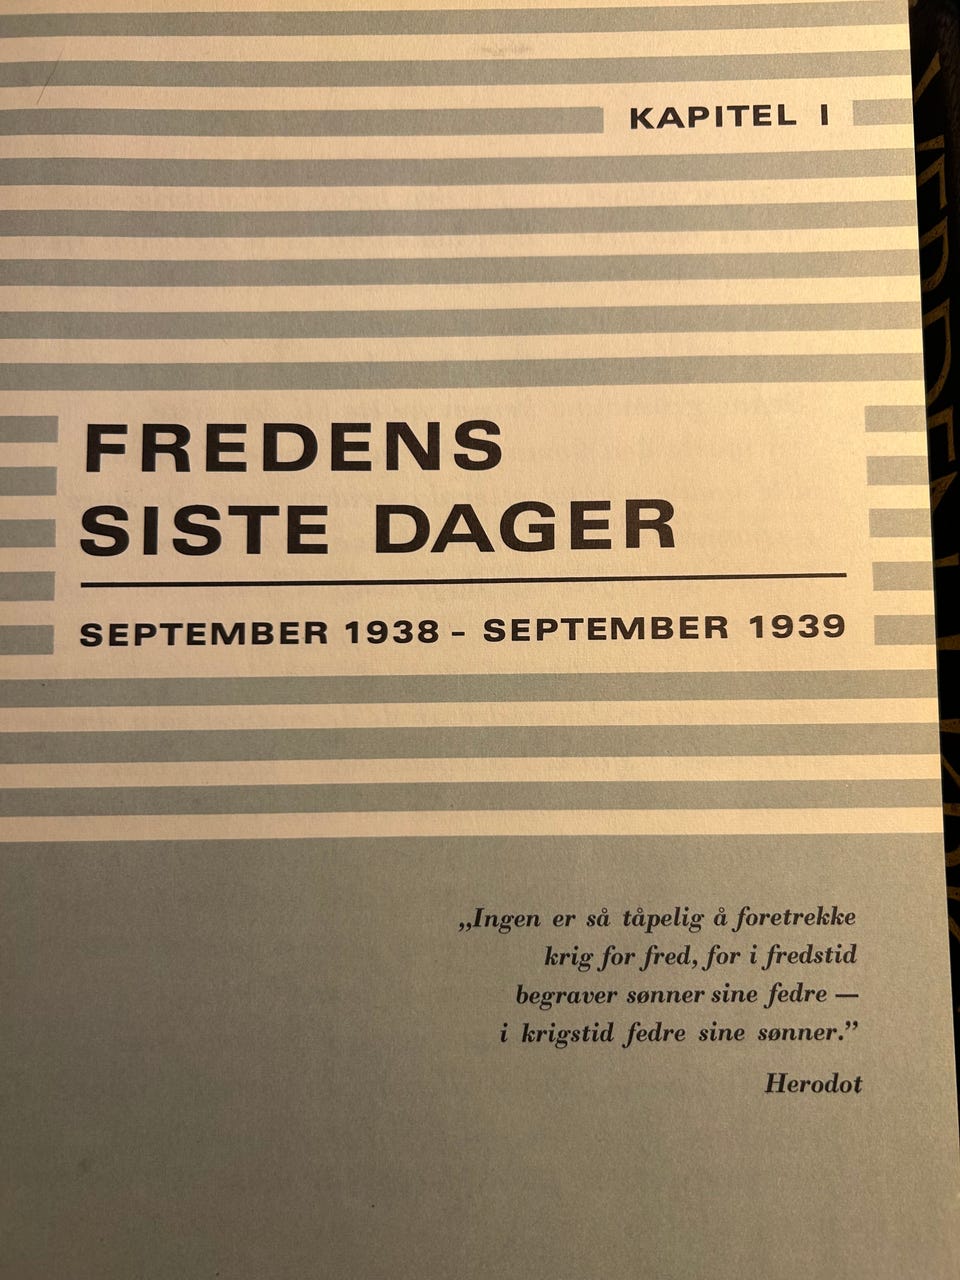 KAPITEL I
FREDENS
SISTE DAGER
SEPTEMBER 1938 - SEPTEMBER 1939
„Ingen er så tåpelig å foretrekke
krig for fred, for i fredstid
begraver sønner sine fedre —
i krigstid fedre sine sønner.”
Herodot